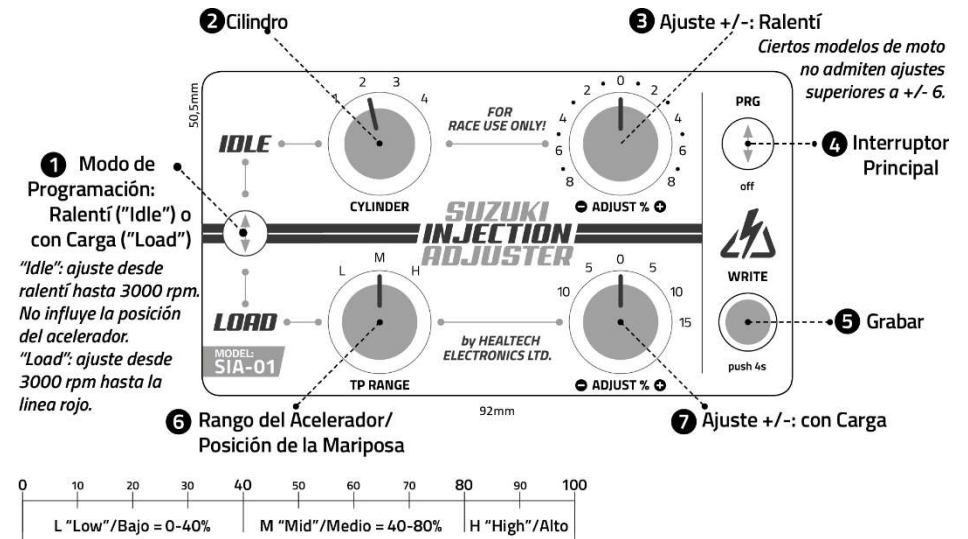 2 Cilindro
3 Ajuste +/-: Ralentí
Ciertos modelos de moto
no admiten ajustes
superiores a +/- 6.
50,5mm
1 2 3 4
8 6 4 2 0 2 4 6 8
FOR
RACE USE ONLY!
PRG
IDLE
off
4 Interruptor
Principal
1 Modo de
Programación:
Ralentí ("Idle") o
con Carga ("Load")
CYLINDER
ADJUST %
SUZUKI
INJECTION
ADJUSTER
"Idle": ajuste desde
ralentí hasta 3000 rpm.
No influye la posición
del acelerador.
"Load": ajuste desde
3000 rpm hasta la
linea rojo.
L M H
10 5 0 5 10 15
WRITE
LOAD
by HEALTECH
ELECTRONICS LTD.
5 Grabar
MODEL:
SIA-01
TP RANGE
ADJUST %
push 4s
92mm
6 Rango del Acelerador/
Posición de la Mariposa
7 Ajuste +/-: con Carga
0 10 20 30 40 50 60 70 80 90 100
L "Low"/Bajo = 0-40%
M "Mid"/Medio = 40-80%
H "High"/Alto